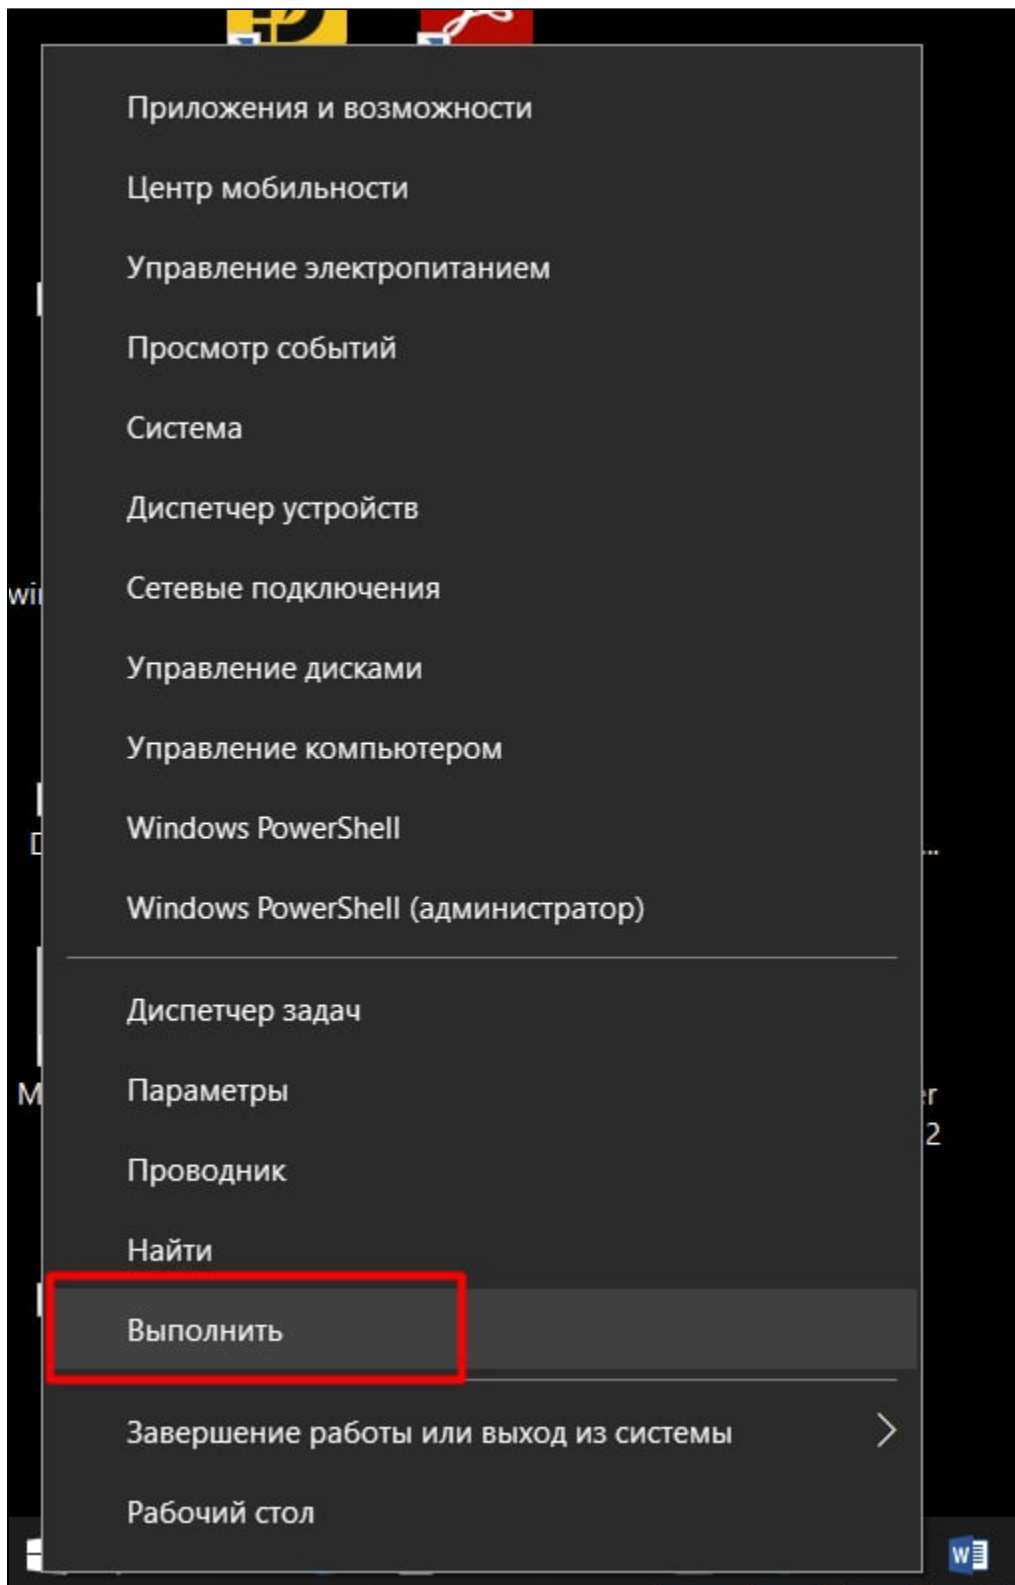 Приложения и возможности
Центр мобильности
Управление электропитанием
Просмотр событий
Система
Диспетчер устройств
Сетевые подключения
Управление дисками
Управление компьютером
Windows PowerShell
Windows PowerShell (администратор)
Диспетчер задач
Параметры
Проводник
Найти
Выполнить
Завершение работы или выход из системы
Рабочий стол